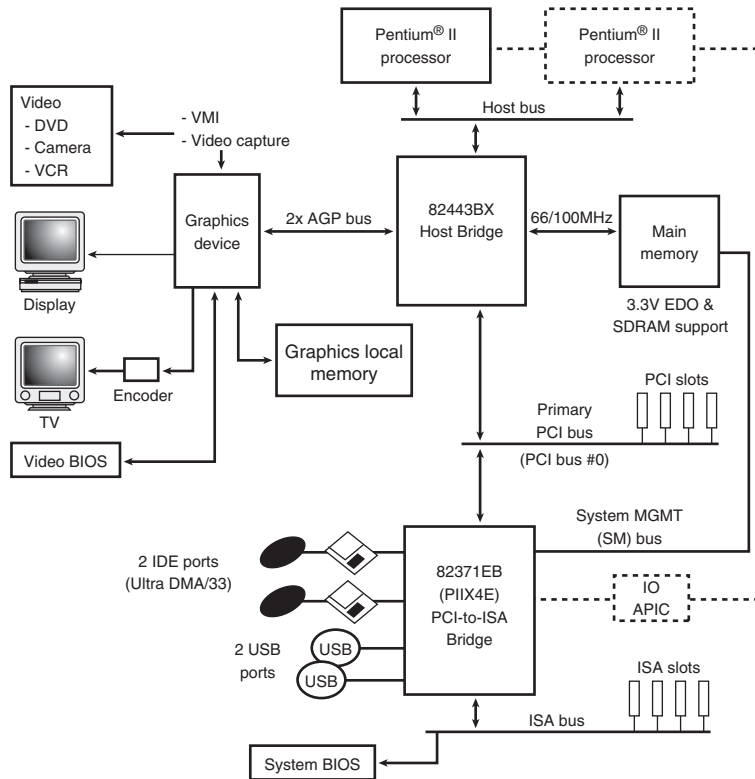 Pentium® II
processor
Pentium® II
processor
Host bus
Video
- DVD
- Camera
- VCR
- VMI
- Video capture
Graphics
device
2x AGP bus
82443BX
Host Bridge
66/100MHz
Main
memory
3.3V EDO &
SDRAM support
Display
Graphics local
memory
Encoder
TV
Video BIOS
PCI slots
Primary
PCI bus
(PCI bus #0)
System MGMT
(SM) bus
2 IDE ports
(Ultra DMA/33)
82371EB
(PIIX4E)
PCI-to-ISA
Bridge
IO
APIC
2 USB
ports
USB
USB
ISA slots
ISA bus
System BIOS